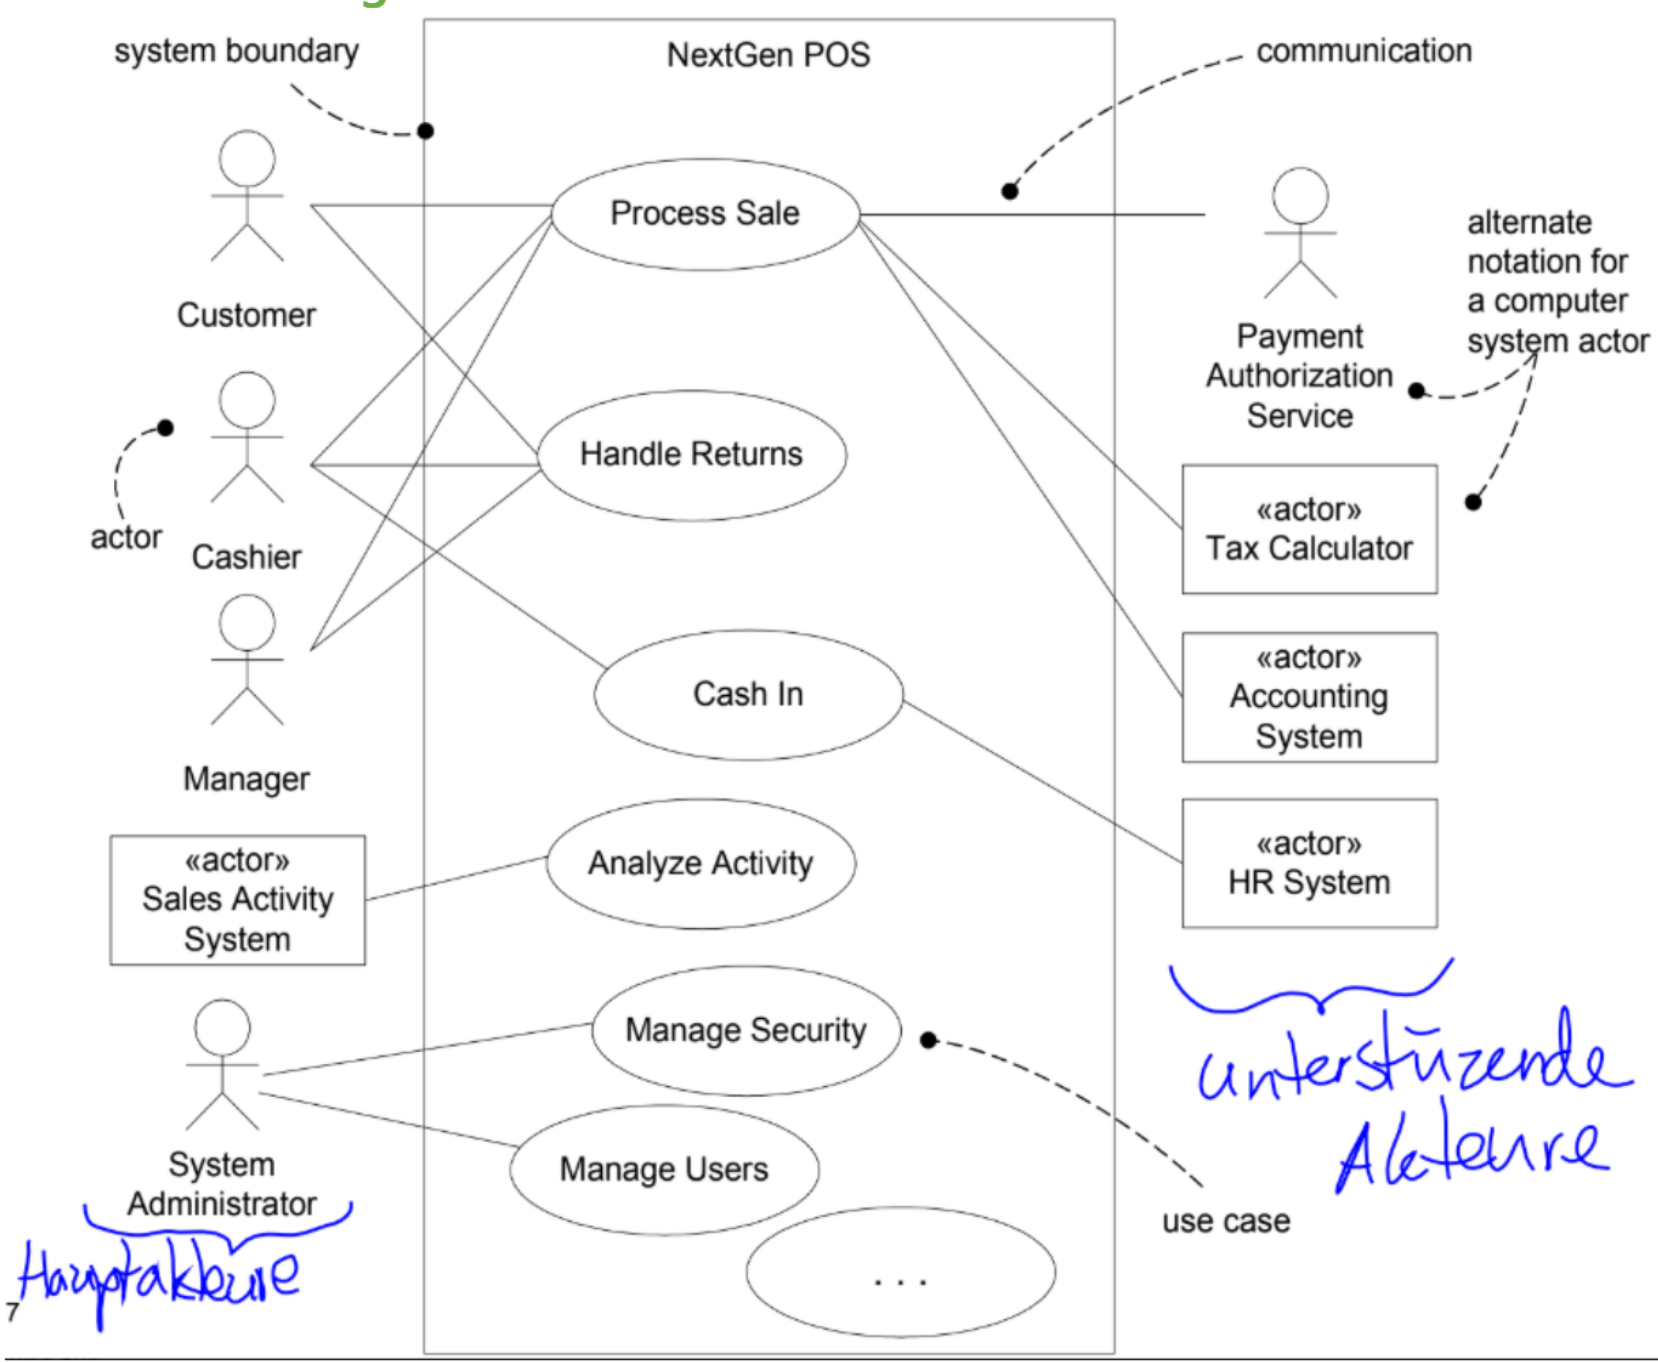 g
system boundary
NextGen POS
communication
Process Sale
Customer
Payment
Authorization
Service
alternate
notation for
a computer
system actor
Handle Returns
actor
Cashier
«actor»
Tax Calculator
Cash In
«actor»
Accounting
System
Manager
«actor»
Sales Activity
System
Analyze Activity
«actor»
HR System
Manage Security
unterstüzende
Akteure
System
Administrator
Manage Users
use case
Hauptakteure
. . .
7